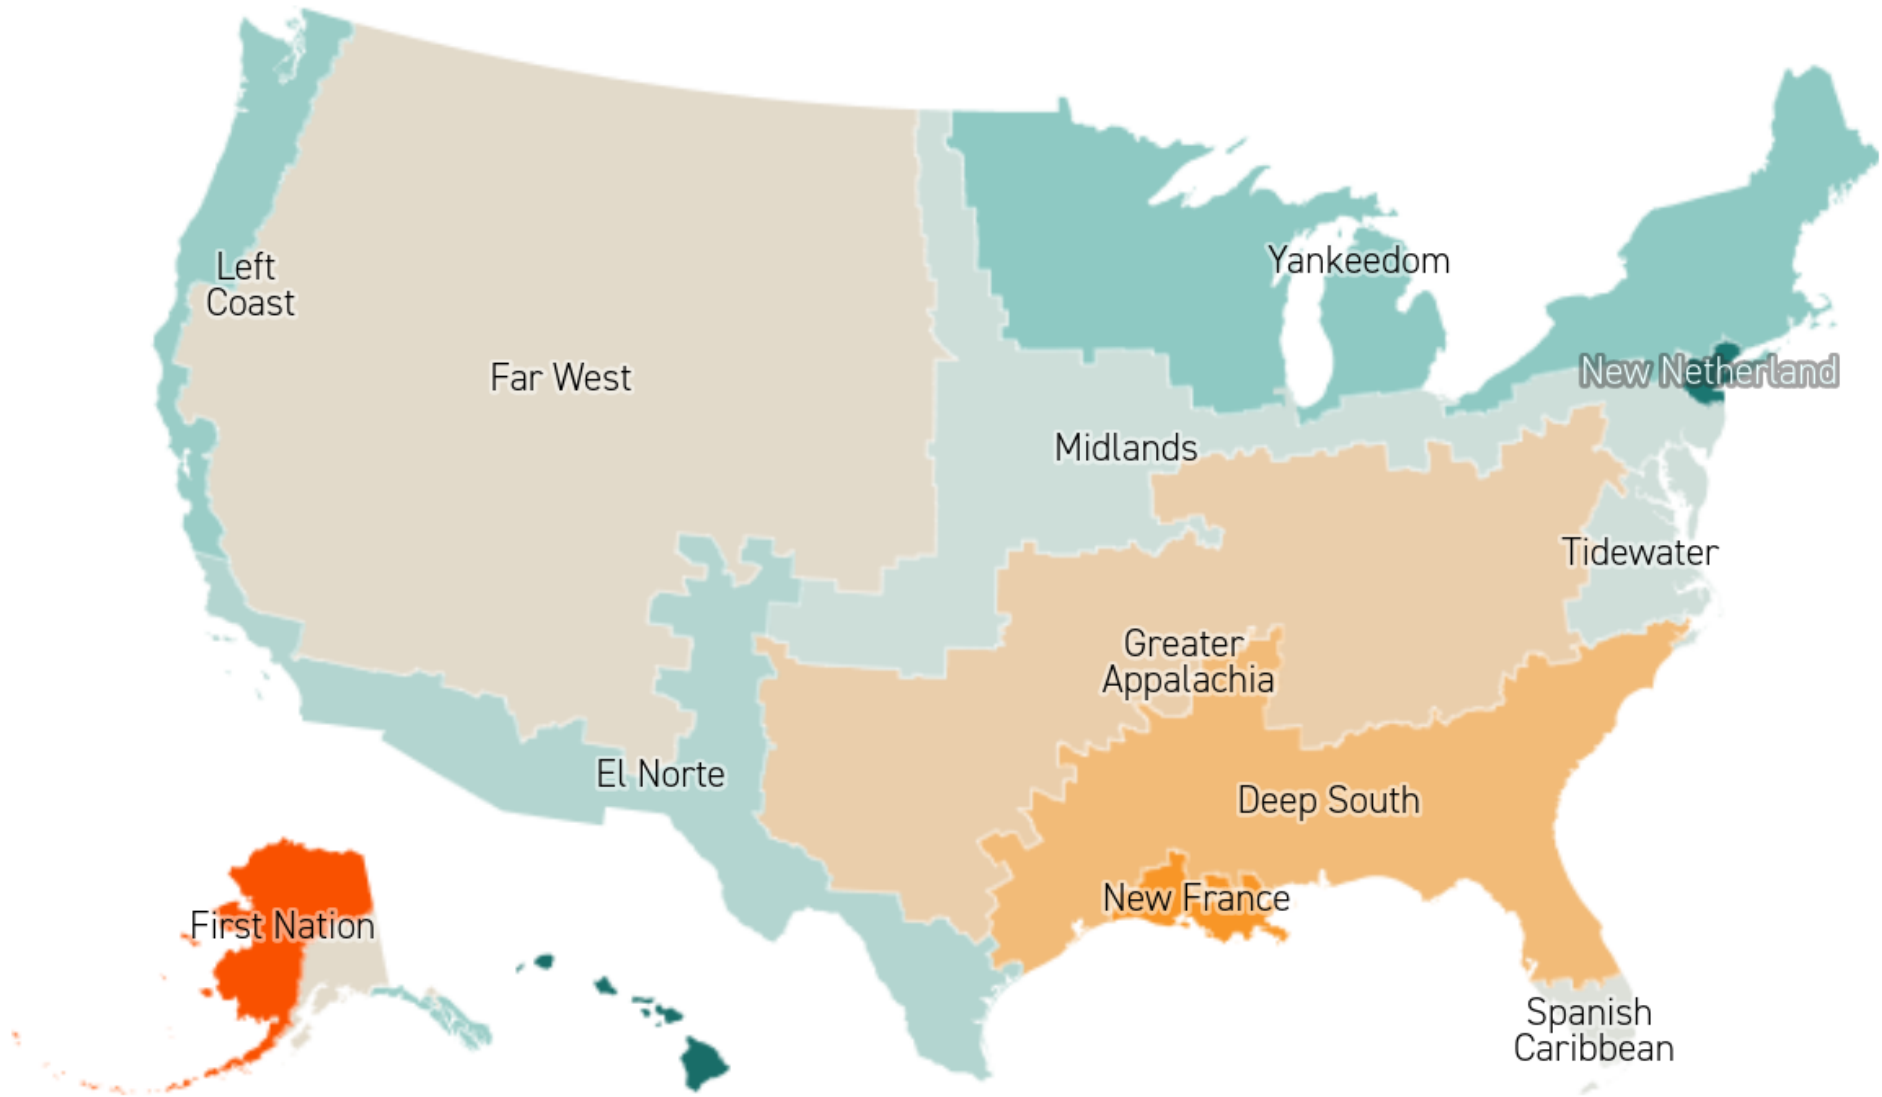 Yankeedom
Left
Coast
New Netherland
Far West
Midlands
Tidewater
Greater
Appalachia
El Norte
Deep South
New France
First Nation
Spanish
Caribbean